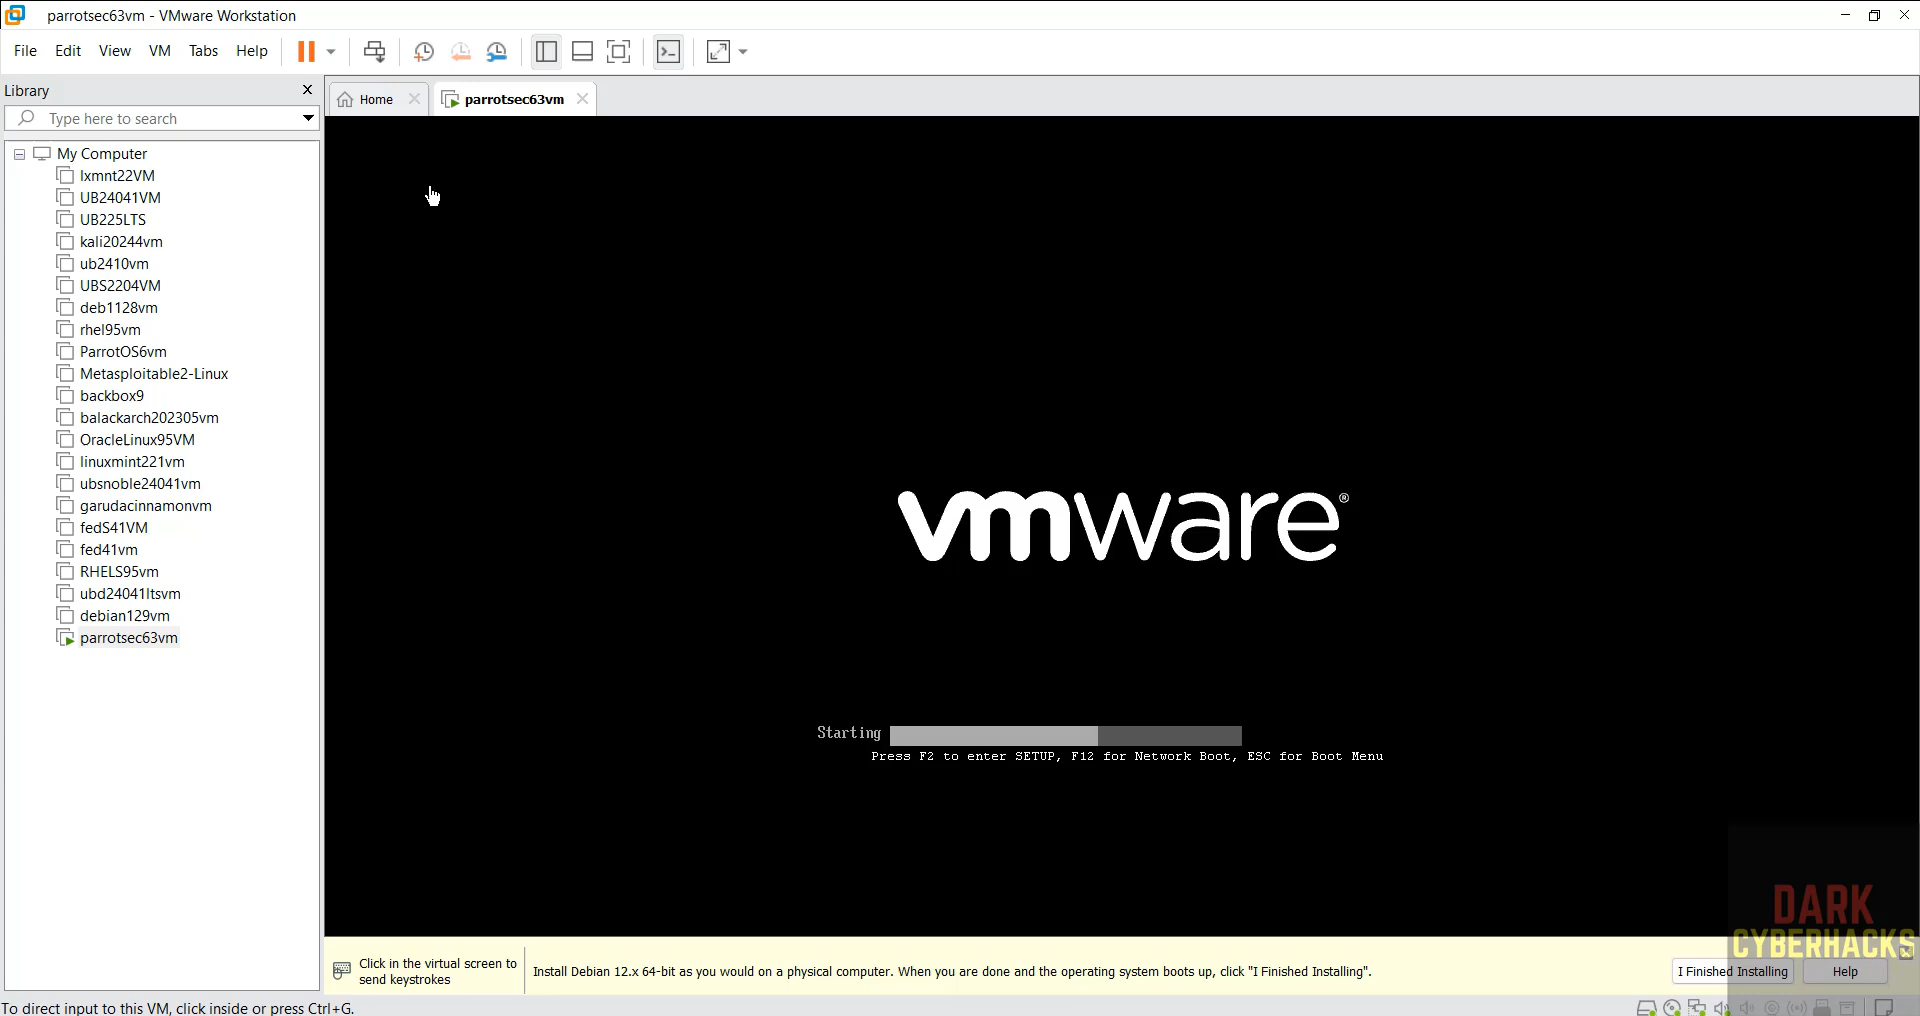 parrotsec63vm - VMware Workstation
File Edit View VM Tabs Help
Library
Type here to search
Home
parrotsec63vm
My Computer
lxmnt22VM
UB24041VM
UB225LTS
kali20244vm
ub2410vm
UBS2204VM
deb1128vm
rhel95vm
ParrotOS6vm
Metasploitable2-Linux
backbox9
balackarch202305vm
OracleLinux95VM
linuxmint221vm
ubsnoble24041vm
garudacinnamonvm
fedS41VM
fed41vm
RHELS95vm
ubd24041ltsvm
debian129vm
parrotsec63vm
vmware®
Starting
Press F2 to enter SETUP, F12 for Network Boot, ESC for Boot Menu
DARK
CYBERHACKS
Click in the virtual screen to
send keystrokes
Install Debian 12.x 64-bit as you would on a physical computer. When you are done and the operating system boots up, click "I Finished Installing".
I Finished Installing
Help
To direct input to this VM, click inside or press Ctrl+G.